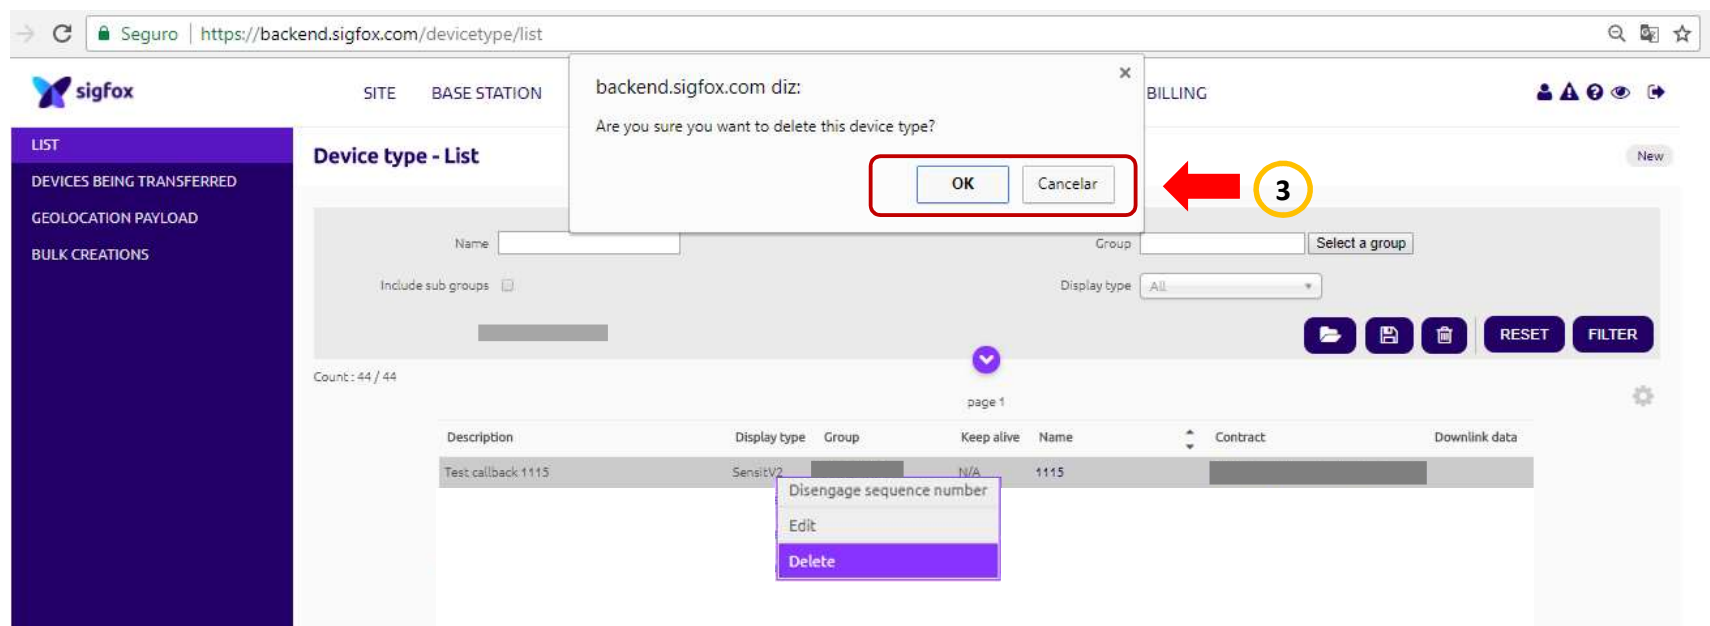 Seguro | https://backend.sigfox.com/devicetype/list
sigfox
SITE BASE STATION BILLING
backend.sigfox.com diz:
Are you sure you want to delete this device type?
OK Cancelar
3
LIST
DEVICES BEING TRANSFERRED
GEOLOCATION PAYLOAD
BULK CREATIONS
Device type - List
New
Name Group Select a group
Include sub groups Display type All
RESET FILTER
Count : 44 / 44
page 1
Description Display type Group Keep alive Name Contract Downlink data
Test callback 1115 SensitV2 N/A 1115
Disengage sequence number
Edit
Delete